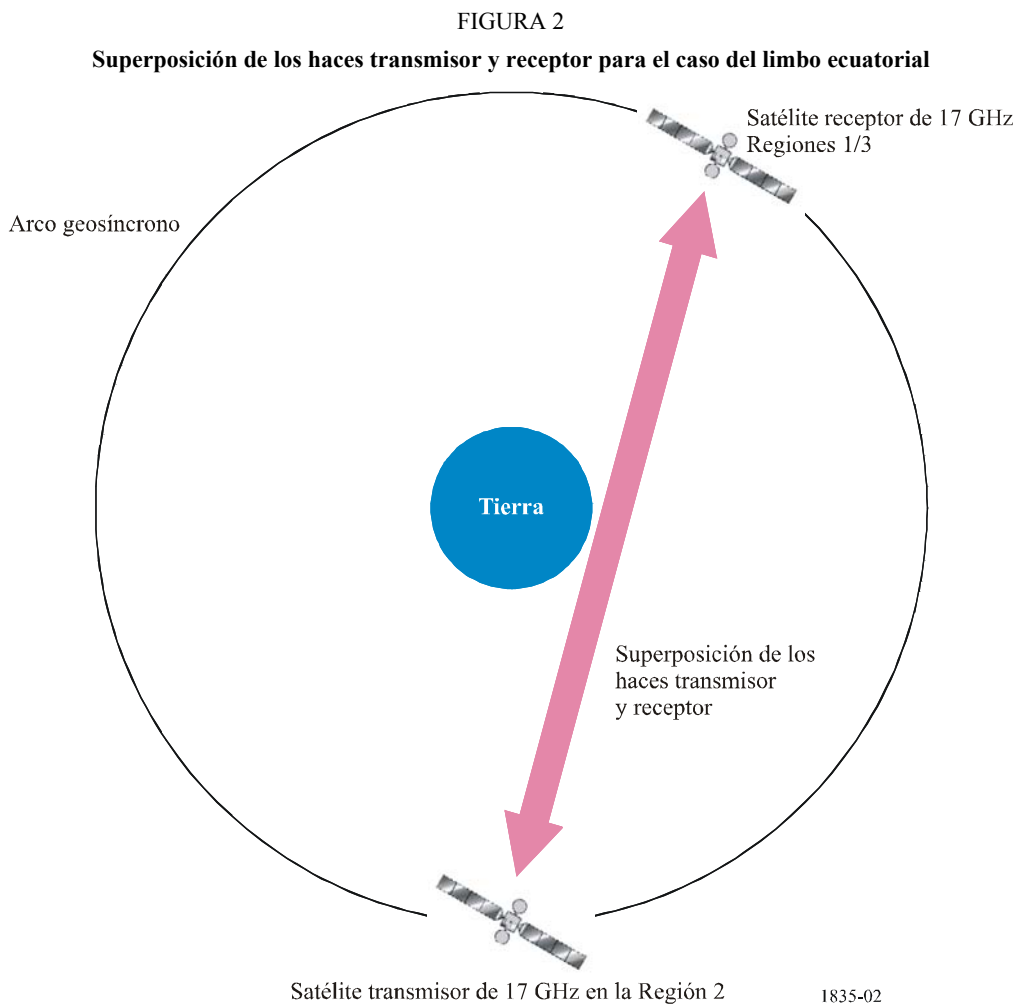 FIGURA 2
Superposición de los haces transmisor y receptor para el caso del limbo ecuatorial
Satélite receptor de 17 GHz
Regiones 1/3
Arco geosíncrono
Tierra
Superposición de los
haces transmisor
y receptor
Satélite transmisor de 17 GHz en la Región 2
1835-02